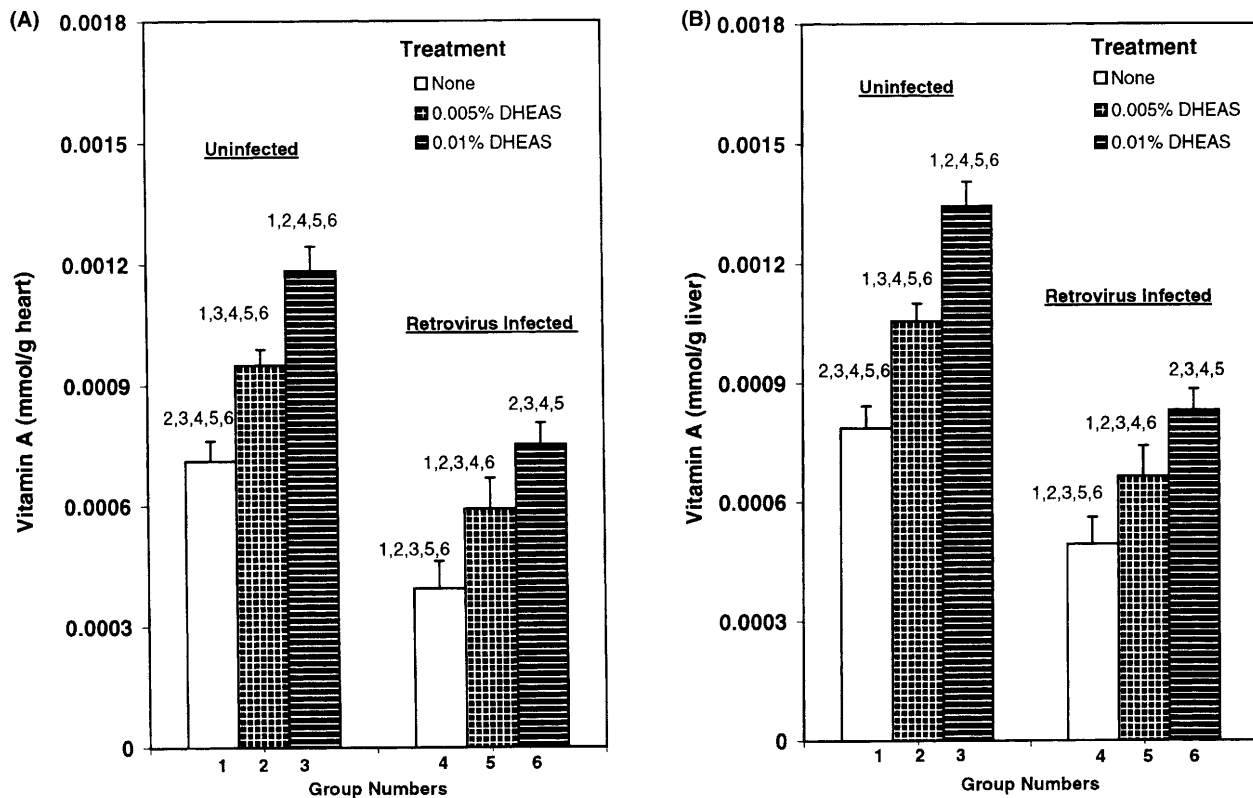 (A)
0.0018
0.0015
0.0012
0.0009
0.0006
0.0003
0
Vitamin A (mmol/g heart)
Treatment
None
0.005% DHEAS
0.01% DHEAS
Uninfected
1,2,4,5,6
1,3,4,5,6
2,3,4,5,6
Retrovirus Infected
2,3,4,5
1,2,3,4,6
1,2,3,5,6
1 2 3 4 5 6
Group Numbers
(B)
0.0018
0.0015
0.0012
0.0009
0.0006
0.0003
0
Vitamin A (mmol/g liver)
Treatment
None
0.005% DHEAS
0.01% DHEAS
Uninfected
1,2,4,5,6
1,3,4,5,6
2,3,4,5,6
Retrovirus Infected
2,3,4,5
1,2,3,4,6
1,2,3,5,6
1 2 3 4 5 6
Group Numbers